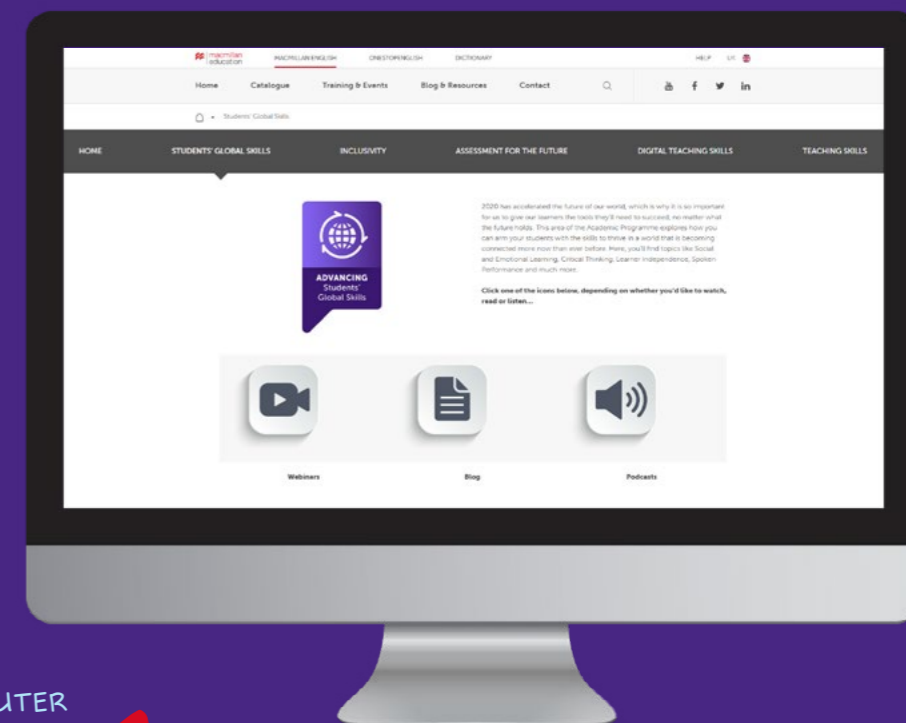 macmillan
education
MACMILLAN ENGLISH
ONESTOPENGLISH
DICTIONARY
HELP
UK
Home
Catalogue
Training & Events
Blog & Resources
Contact
f
in
Students' Global Skills
HOME
STUDENTS' GLOBAL SKILLS
INCLUSIVITY
ASSESSMENT FOR THE FUTURE
DIGITAL TEACHING SKILLS
TEACHING SKILLS
ADVANCING
Students'
Global Skills
2020 has accelerated the future of our world, which is why it is so important
for us to give our learners the tools they'll need to succeed, no matter what
the future holds. This area of the Academic Programme explores how you
can arm your students with the skills to thrive in a world that is becoming
connected more now than ever before. Here, you'll find topics like Social
and Emotional Learning, Critical Thinking, Learner Independence, Spoken
Performance and much more.
Click one of the icons below, depending on whether you'd like to watch,
read or listen...
Webinars
Blog
Podcasts
UTER